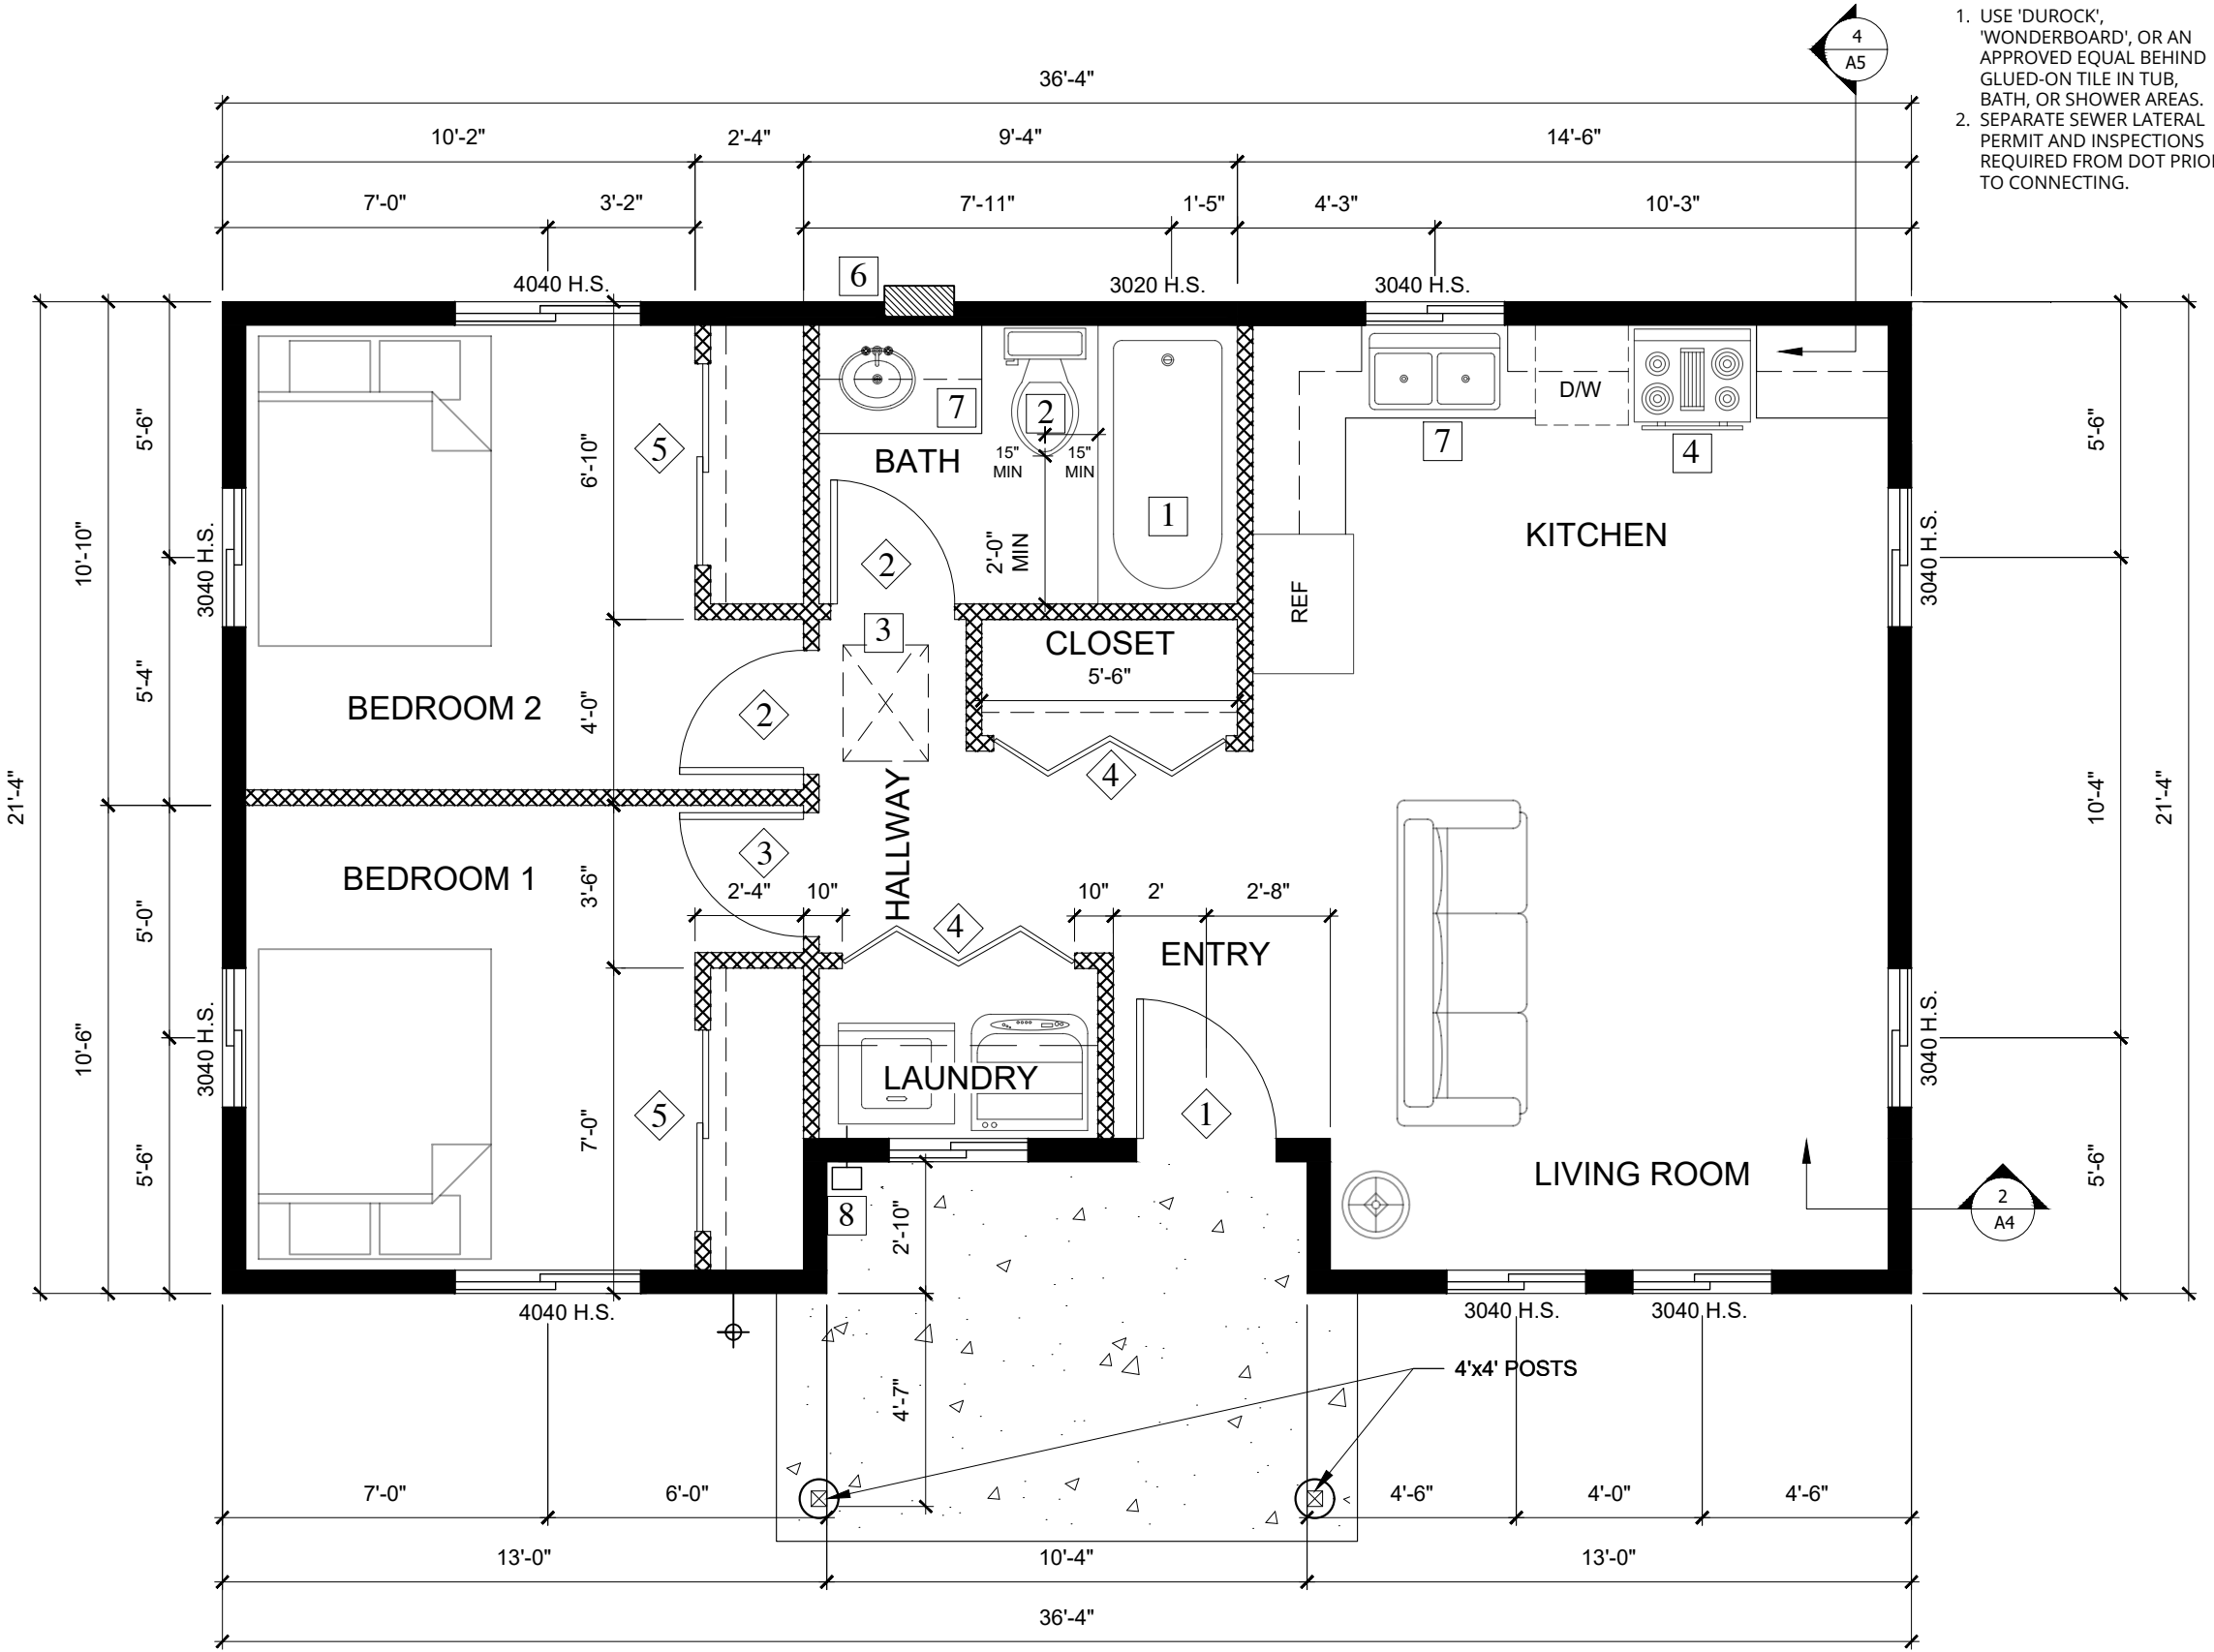 1. USE 'DUROCK',
'WONDERBOARD', OR AN
APPROVED EQUAL BEHIND
GLUED-ON TILE IN TUB,
BATH, OR SHOWER AREAS.
2. SEPARATE SEWER LATERAL
PERMIT AND INSPECTIONS
REQUIRED FROM DOT
TO CONNECTING.
4
A5
36'-4"
10'-2" 2'-4" 9'-4" 14'-6"
7'-0" 3'-2" 7'-11" 1'-5" 4'-3" 10'-3"
4040 H.S. 6 3020 H.S. 3040 H.S.
D/W
7 2
5'-6" 6'-10" 5 BATH 15" MIN 15" MIN 7 4 5'-6"
1
10'-10" 3040 H.S. 2 2'-0" MIN KITCHEN 3040 H.S.
REF
3
CLOSET
5'-6"
5'-4" BEDROOM 2 4'-0" 2
4
21'-4" 10'-4" 21'-4"
HALLWAY
3
BEDROOM 1
5'-0" 3'-6" 2'-4" 10" 10" 2' 2'-8"
4
ENTRY
10'-6" 3040 H.S. 3040 H.S.
LAUNDRY
5 1
5'-6" 7'-0" LIVING ROOM 5'-6"
2
A4
8
2'-10"
4040 H.S. 3040 H.S. 3040 H.S.
4'x4' POSTS
4'-7"
7'-0" 6'-0" 4'-6" 4'-0" 4'-6"
13'-0" 10'-4" 13'-0"
36'-4"